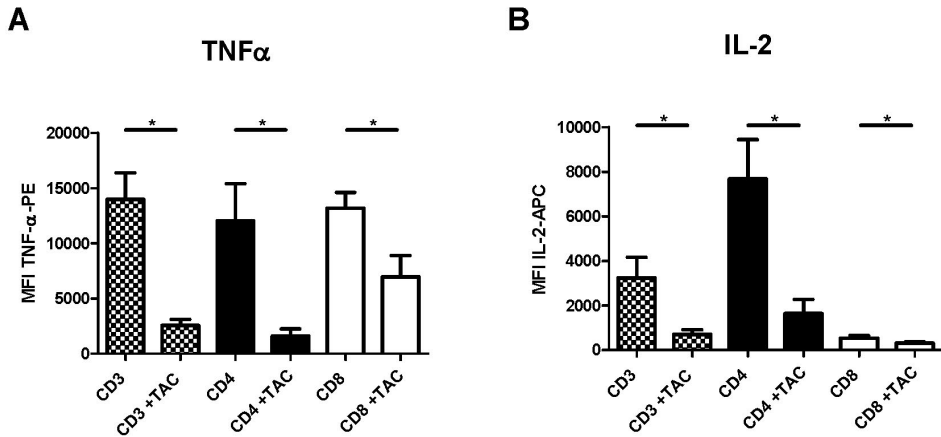 A
TNFα
MFI TNF-α-PE
20000
15000
10000
5000
0
* * *
CD3
CD3 +TAC
CD4
CD4 +TAC
CD8
CD8 +TAC
B
IL-2
MFI IL-2-APC
10000
8000
6000
4000
2000
0
* * *
CD3
CD3 +TAC
CD4
CD4 +TAC
CD8
CD8 +TAC